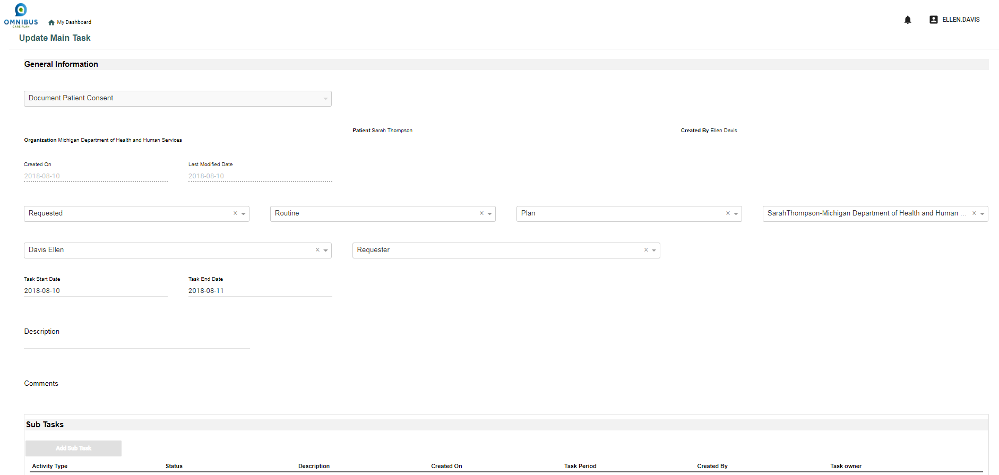 OMNIBUS
CARE PLAN
My Dashboard
ELLEN.DAVIS
Update Main Task
General Information
Document Patient Consent
Patient Sarah Thompson
Created By Ellen Davis
Organization Michigan Department of Health and Human Services
Created On
Last Modified Date
2018-08-10
2018-08-10
Requested
Routine
Plan
SarahThompson-Michigan Department of Health and Human ...
Davis Ellen
Requester
Task Start Date
Task End Date
2018-08-10
2018-08-11
Description
Comments
Sub Tasks
Add Sub Task
Activity Type
Status
Description
Created On
Task Period
Created By
Task owner